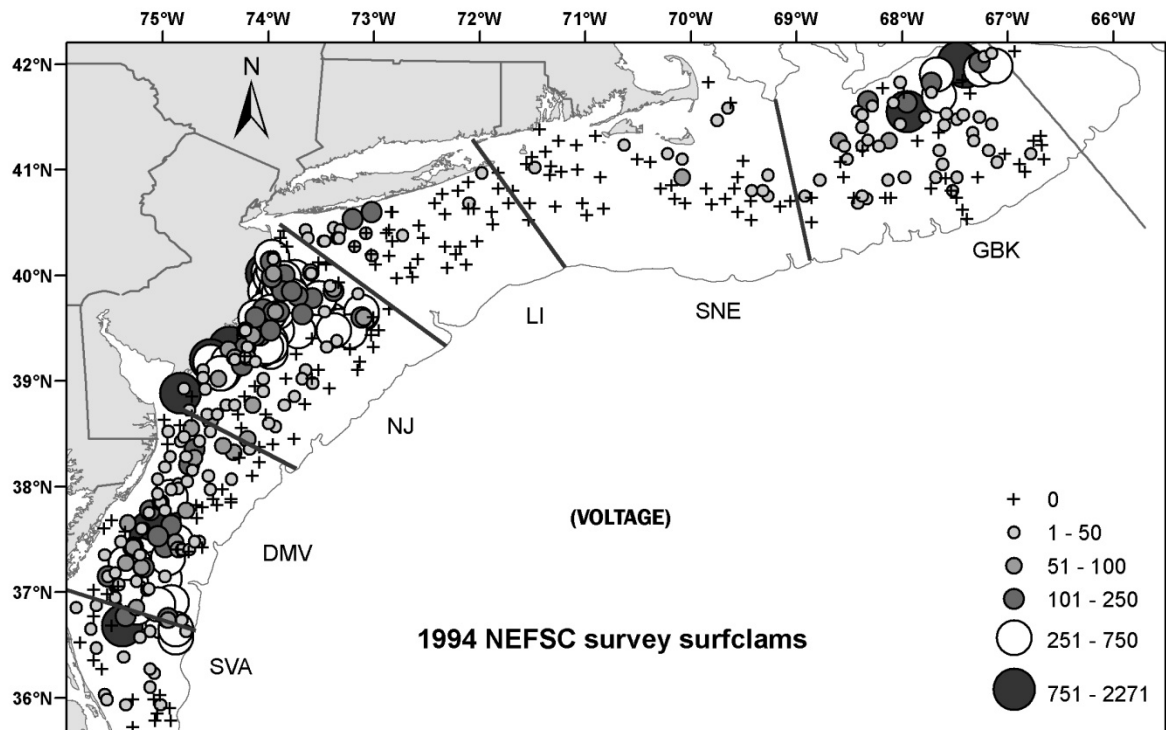 75°W 74°W 73°W 72°W 71°W 70°W 69°W 68°W 67°W 66°W
42°N
N
41°N
GBK
40°N
SNE
LI
39°N
NJ
38°N
0
(VOLTAGE)
1 - 50
DMV
51 - 100
37°N
101 - 250
1994 NEFSC survey surfclams
251 - 750
SVA
751 - 2271
36°N